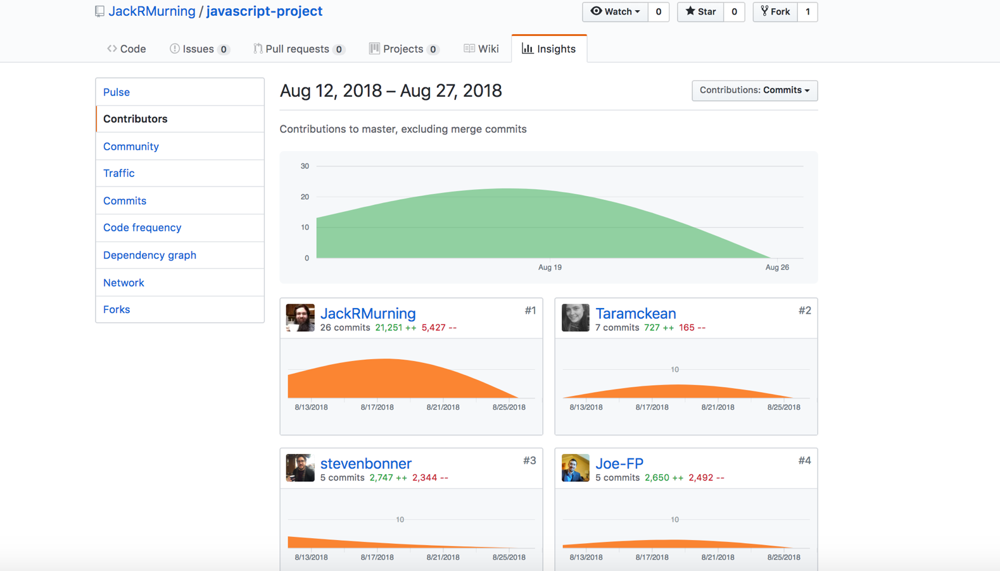 JackRMurning / javascript-project
Watch 0 Star 0 Fork 1
Code Issues 0 Pull requests 0 Projects 0 Wiki Insights
Pulse
Contributors
Community
Traffic
Commits
Code frequency
Dependency graph
Network
Forks
Aug 12, 2018 – Aug 27, 2018
Contributions: Commits
Contributions to master, excluding merge commits
30
20
10
0
Aug 19 Aug 26
JackRMurning #1
26 commits 21,251 ++ 5,427 --
8/13/2018 8/17/2018 8/21/2018 8/25/2018
Taramckean #2
7 commits 727 ++ 165 --
10
8/13/2018 8/17/2018 8/21/2018 8/25/2018
stevenbonner #3
5 commits 2,747 ++ 2,344 --
10
8/13/2018 8/17/2018 8/21/2018 8/25/2018
Joe-FP #4
5 commits 2,650 ++ 2,492 --
10
8/13/2018 8/17/2018 8/21/2018 8/25/2018